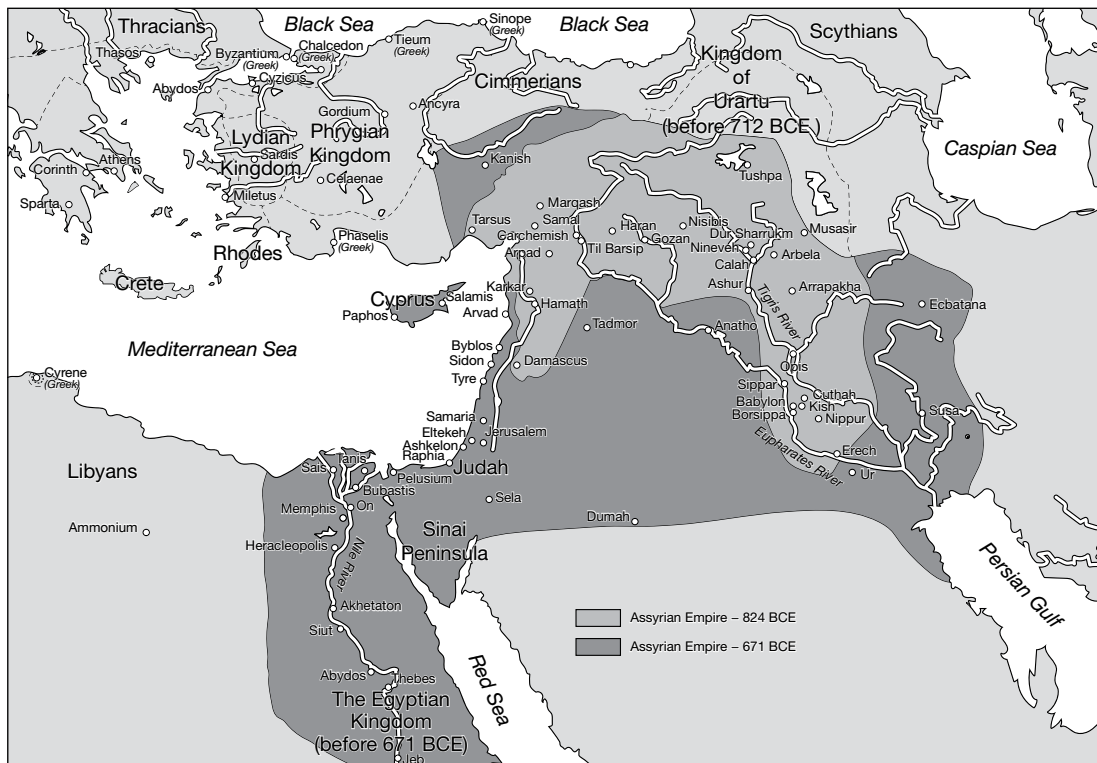 Thracians
Black Sea
Sinope
(Greek)
Black Sea
Scythians
Thasos
Byzantium
(Greek)
Chalcedon
(Greek)
Tieum
(Greek)
Cyzicus
Abydos
Cimmerians
Kingdom
of
Urartu
(before 712 BCE )
Ancyra
Gordium
Phrygian
Kingdom
Lydian
Kingdom
Sardis
Athens
Corinth
Sparta
Celaenae
Miletus
Kanish
Tushpa
Caspian Sea
Marqash
Samal
Tarsus
Carchemish
Haran
Nisibis
Dur Sharrukin
Musasir
Til Barsip
Gozan
Nineveh
Arbela
Phaselis
(Greek)
Rhodes
Arpad
Calah
Crete
Karkar
Ashur
Arrapakha
Cyprus
Salamis
Hamath
Tigris River
Ecbatana
Paphos
Arvad
Tadmor
Anatho
Mediterranean Sea
Byblos
Sidon
Damascus
Opis
Cyrene
(Greek)
Tyre
Sippar
Cuthah
Babylon
Kish
Borsippa
Nippur
Susa
Samaria
Eltekeh
Jerusalem
Ashkelon
Raphia
Judah
Eupharates River
Erech
Ur
Libyans
Sais
Tanis
Pelusium
Bubastis
Sela
Memphis
On
Dumah
Ammonium
Heracleopolis
Nile River
Sinai
Peninsula
Persian Gulf
Akhetaton
Siut
Assyrian Empire – 824 BCE
Assyrian Empire – 671 BCE
Red Sea
Abydos
Thebes
The Egyptian
Kingdom
(before 671 BCE)
Jeb